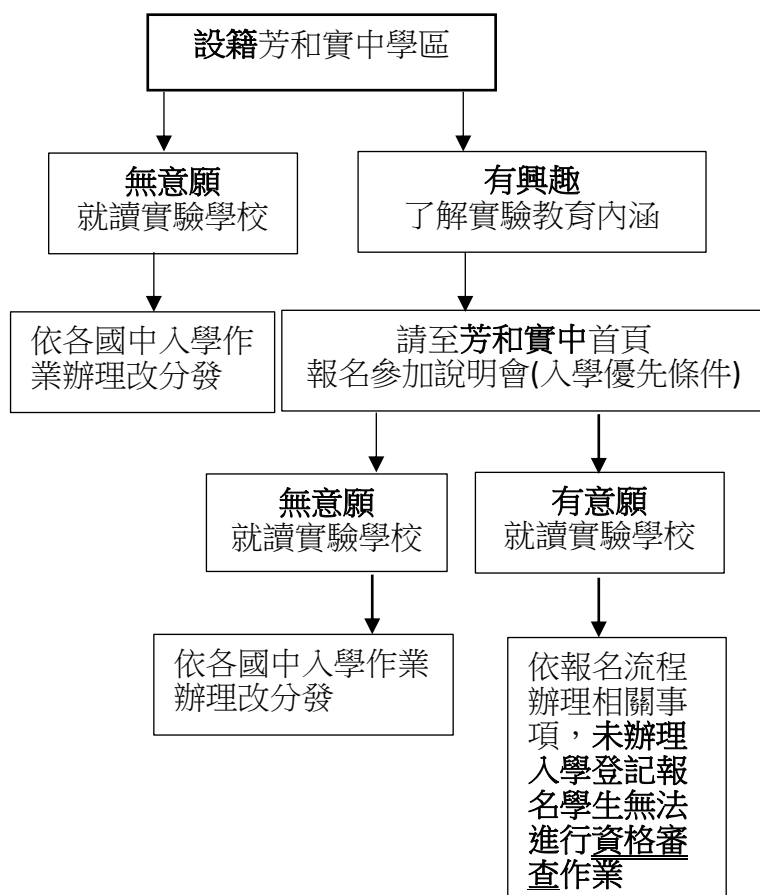 設籍芳和實中學區
無意願
就讀實驗學校
有興趣
了解實驗教育內涵
依各國中入學作
業辦理改分發
請至芳和實中首頁
報名參加說明會(入學優先條件)
無意願
就讀實驗學校
有意願
就讀實驗學校
依各國中入學作業
辦理改分發
依報名流程
辦理相關事
項，未辦理
入學登記報
名學生無法
進行資格審
查作業